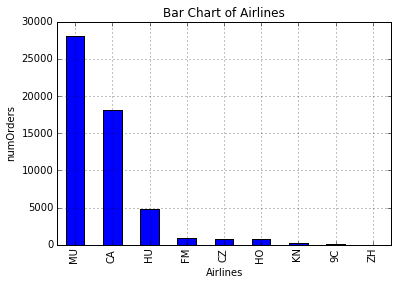 Bar Chart of Airlines
30000
25000
20000
15000
10000
5000
0
numOrders
MU
CA
HU
FM
CZ
HO
KN
9C
ZH
Airlines